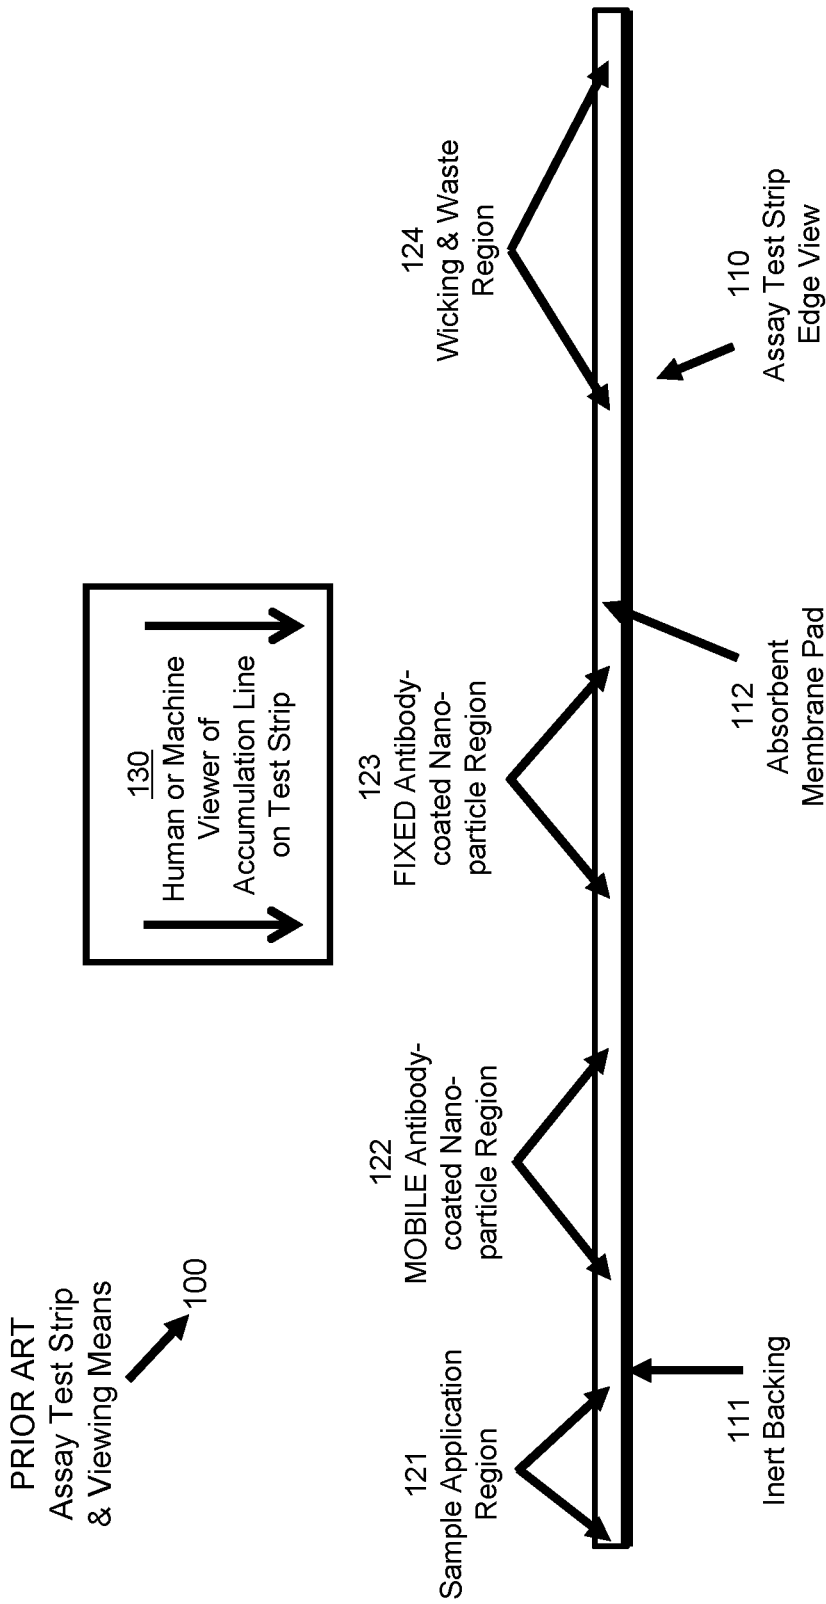 PRIOR ART
Assay Test Strip
& Viewing Means
100
130
Human or Machine
Viewer of
Accumulation Line
on Test Strip
121
Sample Application
Region
122
MOBILE Antibody-
coated Nano-
particle Region
123
FIXED Antibody-
coated Nano-
particle Region
124
Wicking & Waste
Region
111
Inert Backing
112
Absorbent
Membrane Pad
110
Assay Test Strip
Edge View